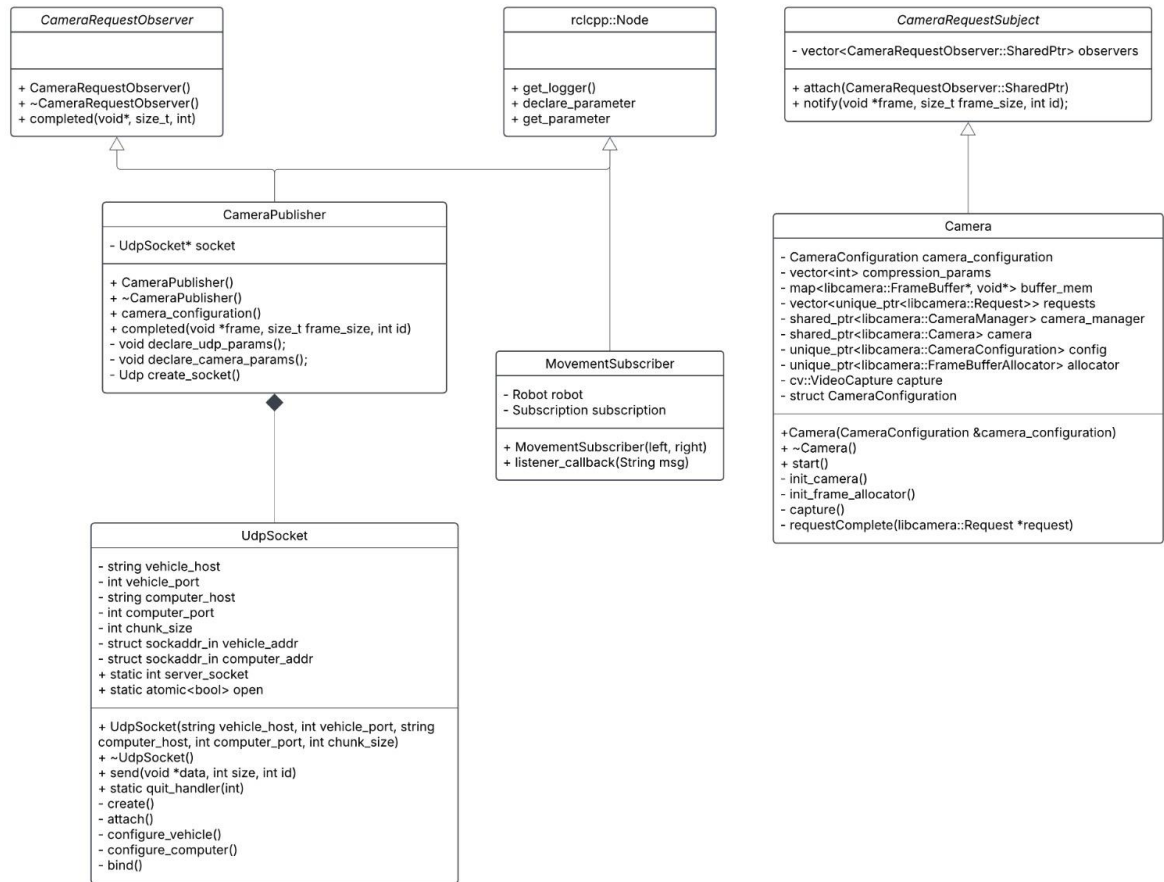 CameraRequestObserver
+ CameraRequestObserver()
+ ~CameraRequestObserver()
+ completed(void*, size_t, int)
rclcpp::Node
+ get_logger()
+ declare_parameter
+ get_parameter
CameraRequestSubject
- vector<CameraRequestObserver::SharedPtr> observers
+ attach(CameraRequestObserver::SharedPtr)
+ notify(void *frame, size_t frame_size, int id);
CameraPublisher
- UdpSocket* socket
+ CameraPublisher()
+ ~CameraPublisher()
+ camera_configuration()
+ completed(void *frame, size_t frame_size, int id)
- void declare_udp_params();
- void declare_camera_params();
- Udp create_socket()
Camera
- CameraConfiguration camera_configuration
- vector<int> compression_params
- map<libcamera::FrameBuffer*, void*> buffer_mem
- vector<unique_ptr<libcamera::Request>> requests
- shared_ptr<libcamera::CameraManager> camera_manager
- shared_ptr<libcamera::Camera> camera
- unique_ptr<libcamera::CameraConfiguration> config
- unique_ptr<libcamera::FrameBufferAllocator> allocator
- cv::VideoCapture capture
- struct CameraConfiguration
+Camera(CameraConfiguration &camera_configuration)
+ ~Camera()
+ start()
- init_camera()
- init_frame_allocator()
- capture()
- requestComplete(libcamera::Request *request)
MovementSubscriber
- Robot robot
- Subscription subscription
+ MovementSubscriber(left, right)
+ listener_callback(String msg)
UdpSocket
- string vehicle_host
- int vehicle_port
- string computer_host
- int computer_port
- int chunk_size
- struct sockaddr_in vehicle_addr
- struct sockaddr_in computer_addr
+ static int server_socket
+ static atomic<bool> open
+ UdpSocket(string vehicle_host, int vehicle_port, string
computer_host, int computer_port, int chunk_size)
+ ~UdpSocket()
+ send(void *data, int size, int id)
+ static quit_handler(int)
- create()
- attach()
- configure_vehicle()
- configure_computer()
- bind()